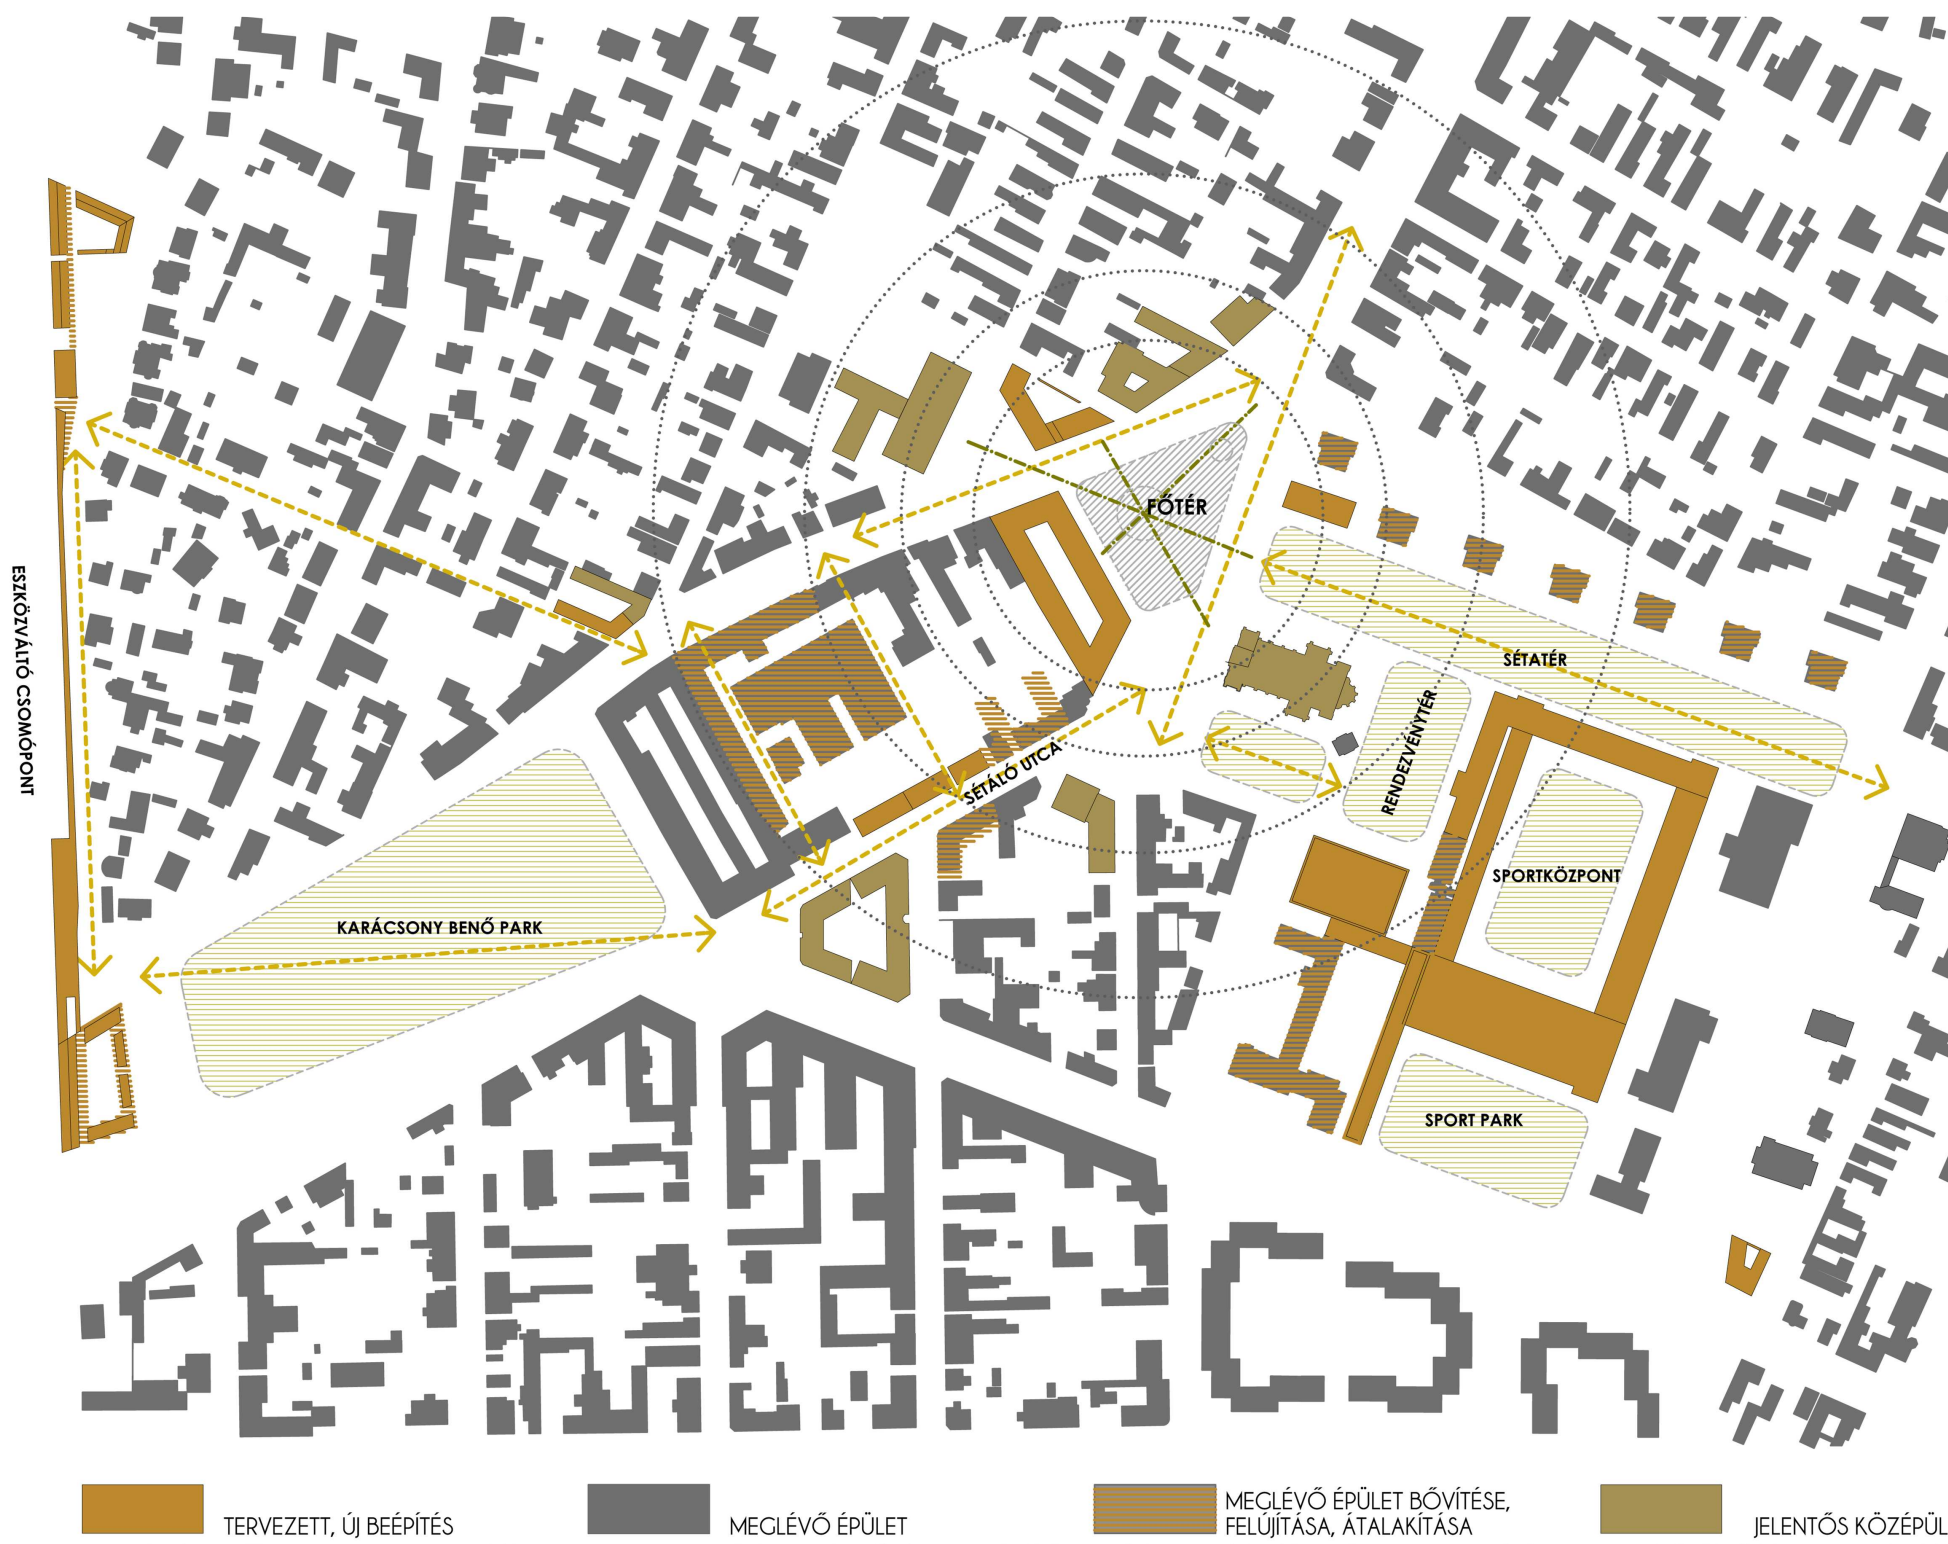 FŐTÉR
ESZKÖZVÁLTÓ CSOMÓPONT
SÉTATÉR
RENDEZVÉNYTÉR
SÉTÁLÓ UTCA
SPORTKÖZPONT
KARÁCSONY BENŐ PARK
SPORT PARK
TERVEZETT, ÚJ BEÉPÍTÉS
MEGLÉVŐ ÉPÜLET
MEGLÉVŐ ÉPÜLET BŐVÍTÉSE,
FELÚJÍTÁSA, ÁTALAKÍTÁSA
JELENTŐS KÖZÉPÜL